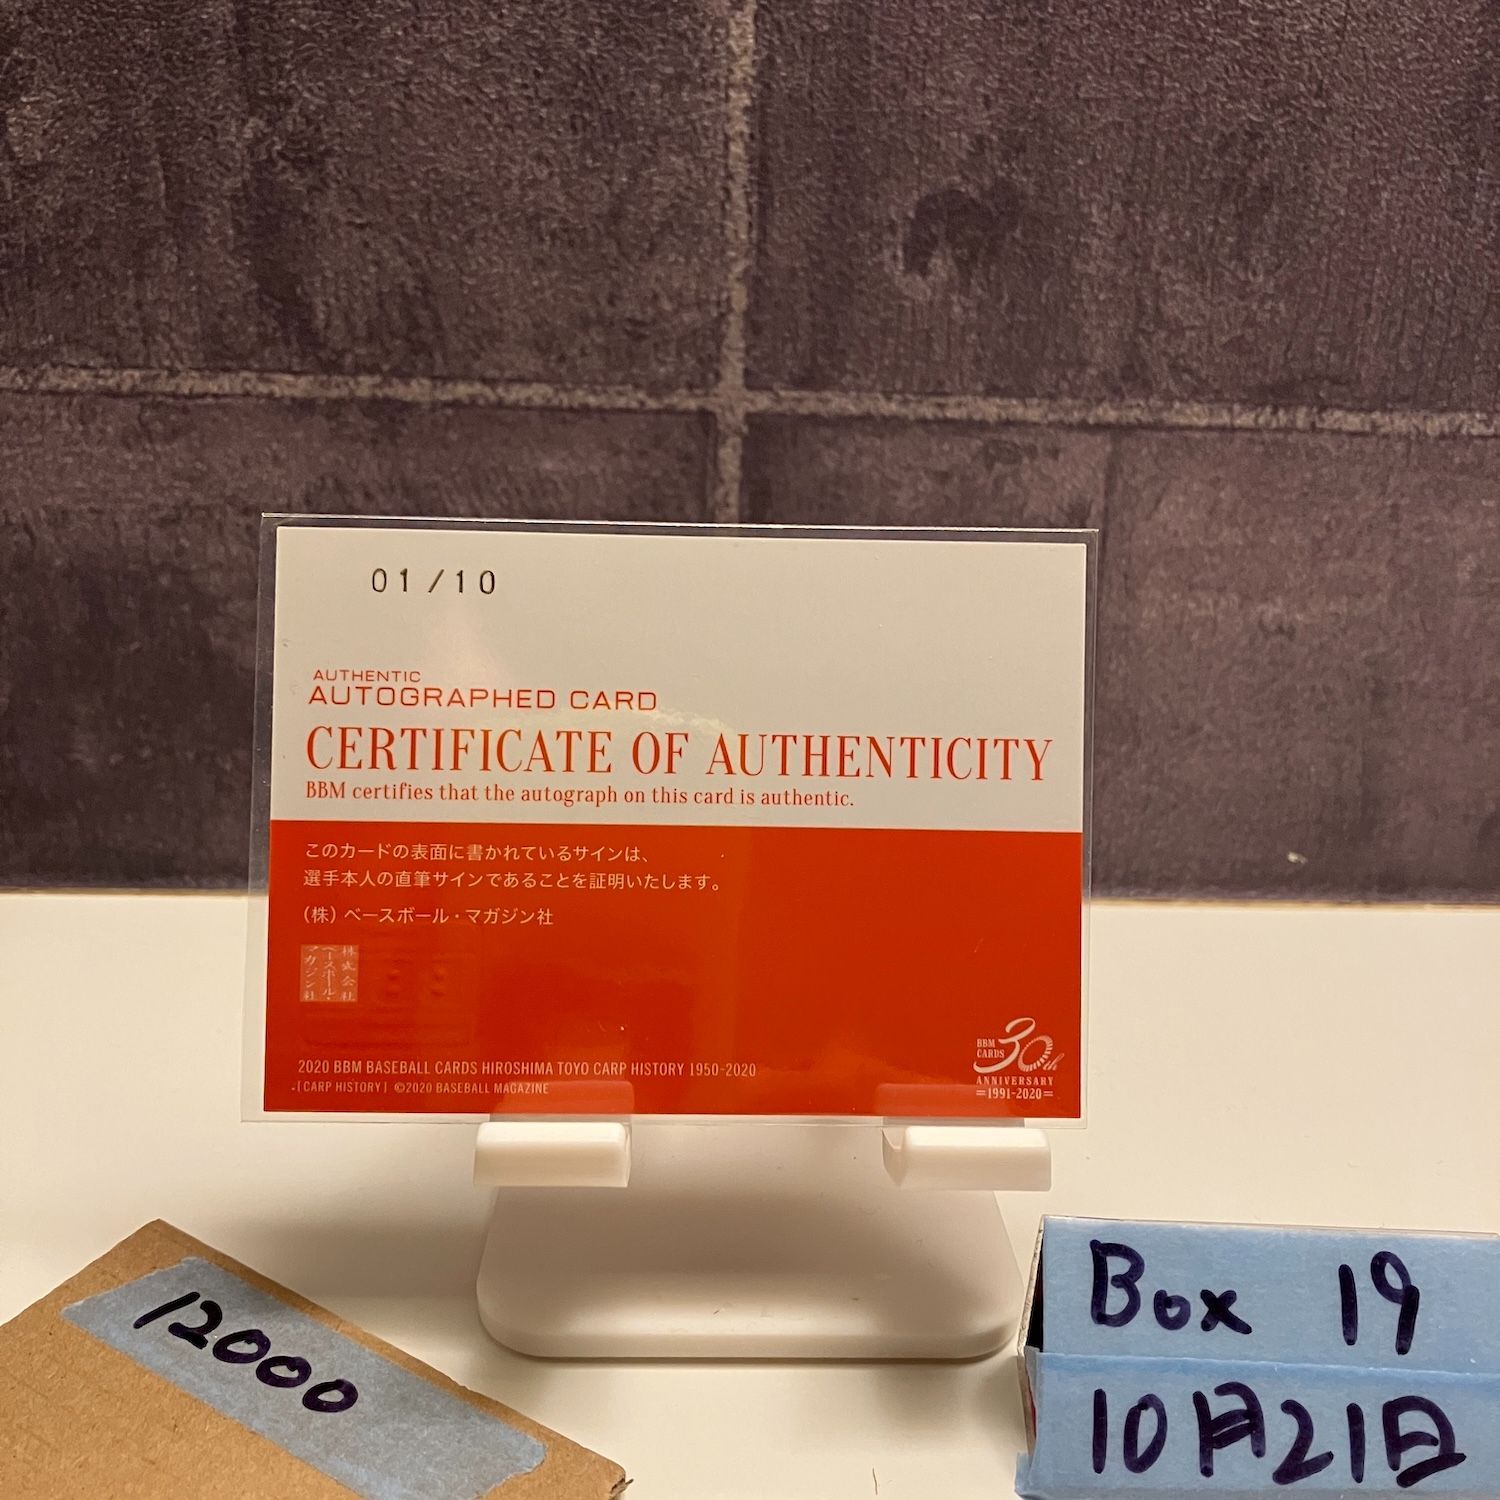 01/10
AUTHENTIC
AUTOGRAPHED CARD
CERTIFICATE OF AUTHENTICITY
BBM certifies that the autograph on this card is authentic.
このカードの表面に書かれているサインは、
選手本人の直筆サインであることを証明いたします。
(株)ベースボール・マガジン社
株式会社
ベースボール・
マガジン社
2020 BBM BASEBALL CARDS HIROSHIMA TOYO CARP HISTORY 1950-2020
[CARP HISTORY] ©2020 BASEBALL MAGAZINE
BBM
CARDS
30th
ANNIVERSARY
=1991-2020=
12000
Box 19
10月21日